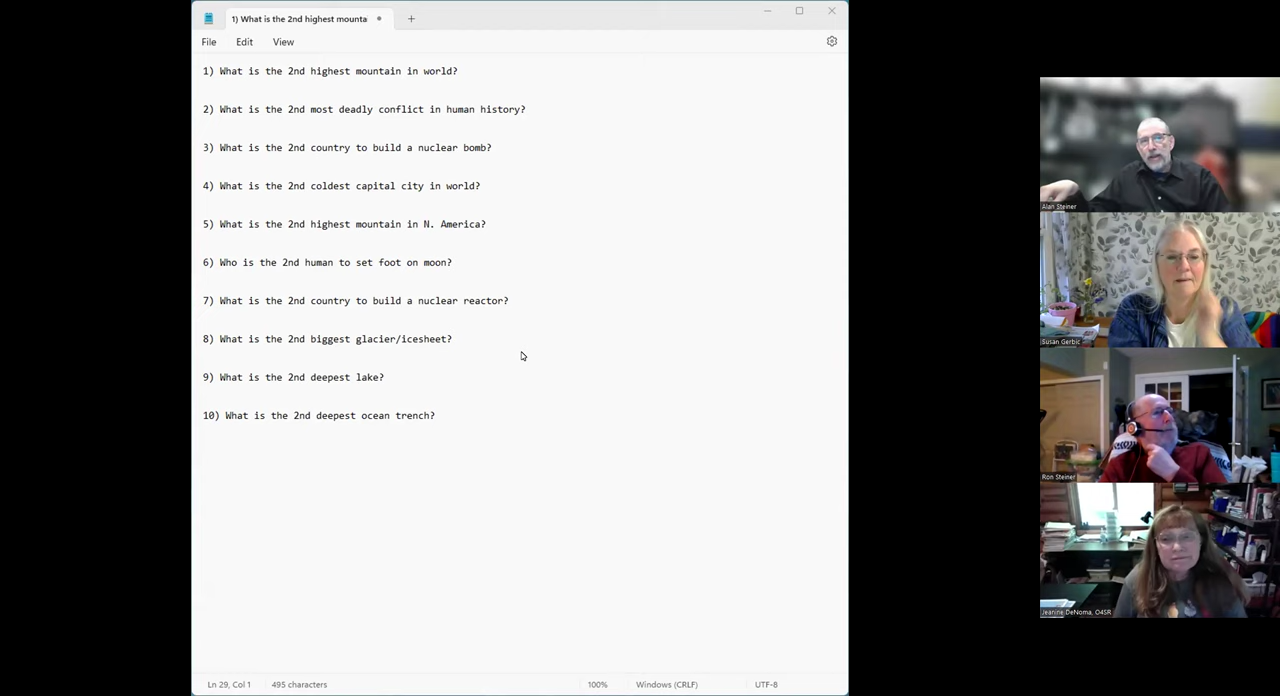 1) What is the 2nd highest mounta
File Edit View
1) What is the 2nd highest mountain in world?
2) What is the 2nd most deadly conflict in human history?
3) What is the 2nd country to build a nuclear bomb?
4) What is the 2nd coldest capital city in world?
5) What is the 2nd highest mountain in N. America?
6) Who is the 2nd human to set foot on moon?
7) What is the 2nd country to build a nuclear reactor?
8) What is the 2nd biggest glacier/icesheet?
9) What is the 2nd deepest lake?
10) What is the 2nd deepest ocean trench?
Ln 29, Col 1 495 characters 100% Windows (CRLF) UTF-8
Alan Steiner
Susan Gerbic
Ron Steiner
Jeanine DeNoma, O4SR